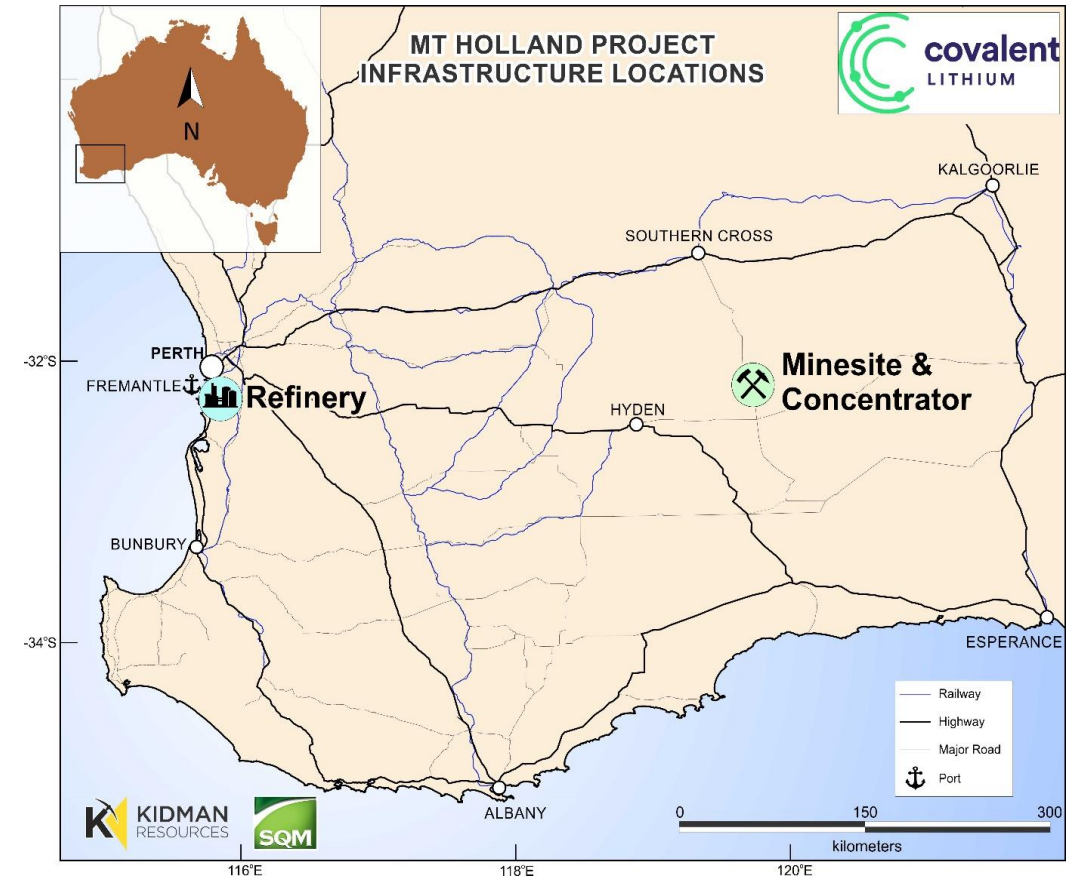 MT HOLLAND PROJECT
INFRASTRUCTURE LOCATIONS
covalent
LITHIUM
N
KALGOORLIE
SOUTHERN CROSS
-32°S
PERTH
FREMANTLE
Refinery
Minesite &
Concentrator
HYDEN
BUNBURY
-34°S
ESPERANCE
Railway
Highway
Major Road
Port
K KIDMAN
RESOURCES
SQM
ALBANY
0 150 300
kilometers
116°E 118°E 120°E